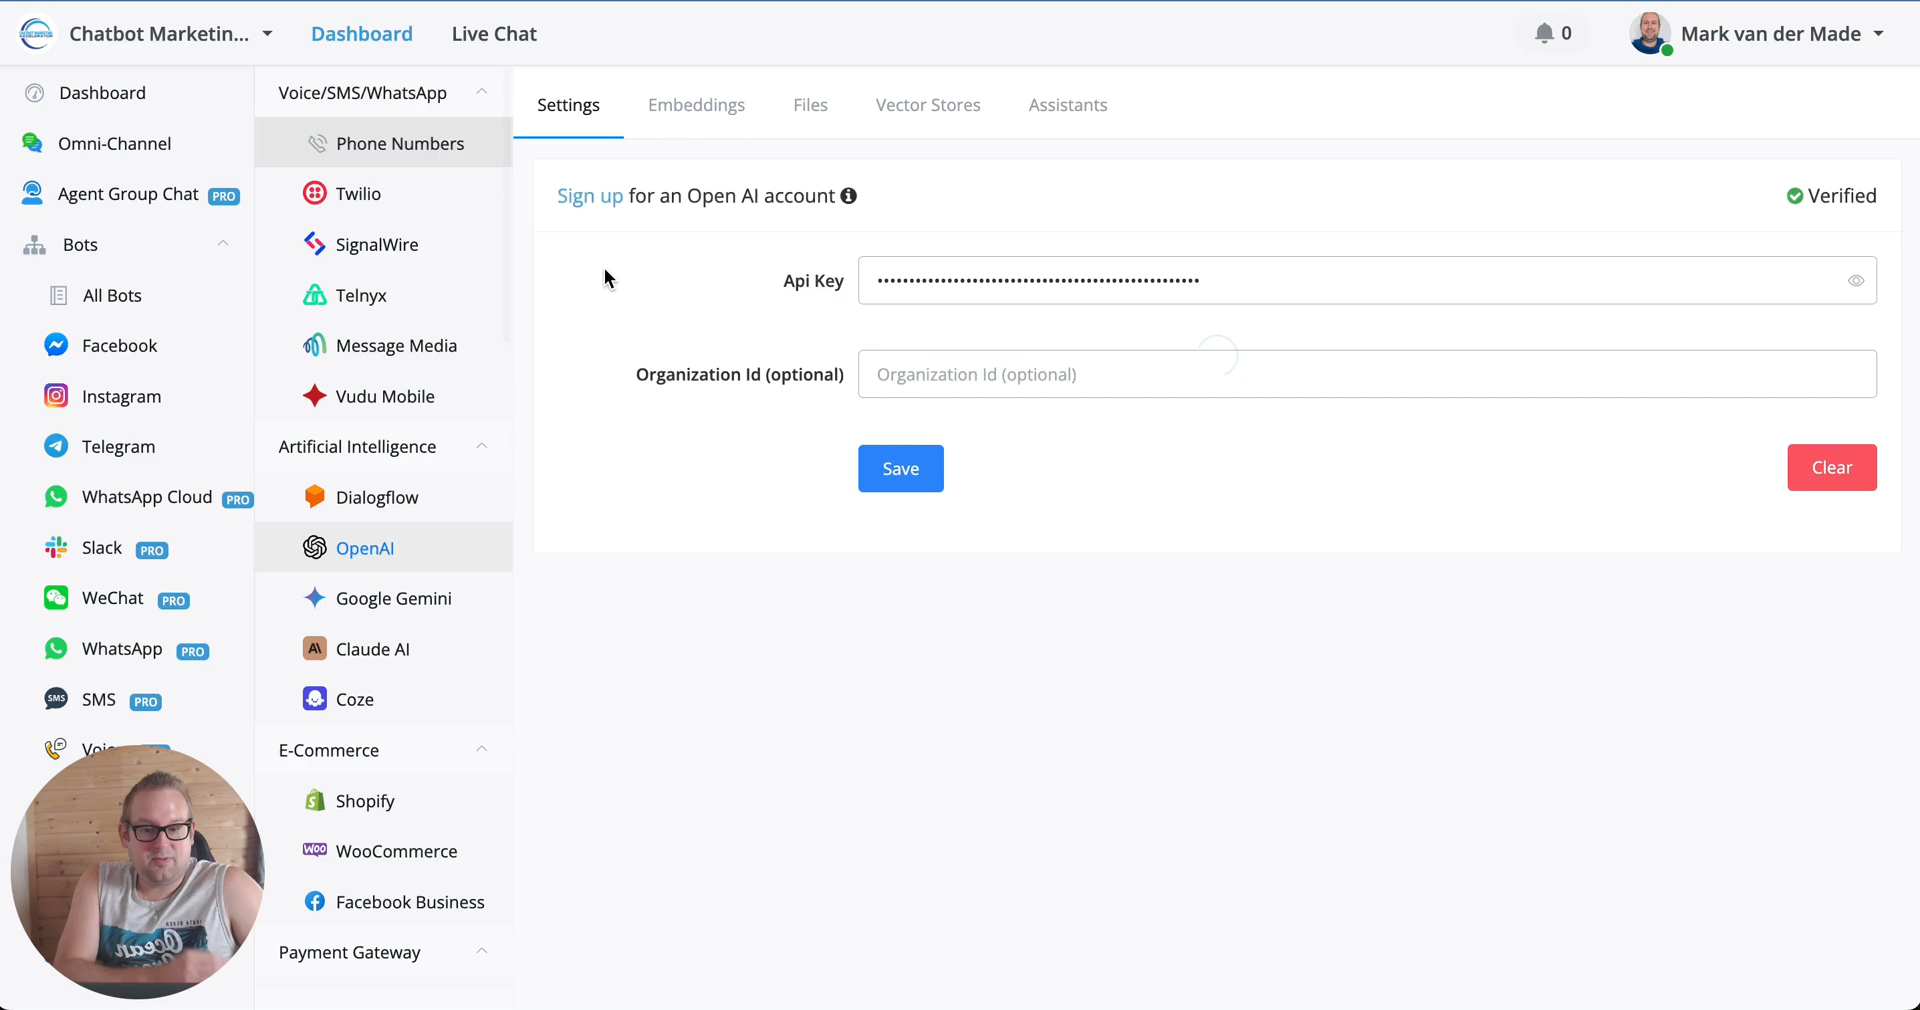 Chatbot Marketin...
Dashboard
Live Chat
0
Mark van der Made
Dashboard
Omni-Channel
Agent Group Chat PRO
Bots
All Bots
Facebook
Instagram
Telegram
WhatsApp Cloud PRO
Slack PRO
WeChat PRO
WhatsApp PRO
SMS SMS PRO
Voice/SMS/WhatsApp
Phone Numbers
Twilio
SignalWire
Telnyx
Message Media
Vudu Mobile
Artificial Intelligence
Dialogflow
OpenAI
Google Gemini
Claude AI
Coze
E-Commerce
Shopify
Woo WooCommerce
Facebook Business
Payment Gateway
Settings
Embeddings
Files
Vector Stores
Assistants
Sign up for an Open AI account
Verified
Api Key
Organization Id (optional)
Organization Id (optional)
Save
Clear